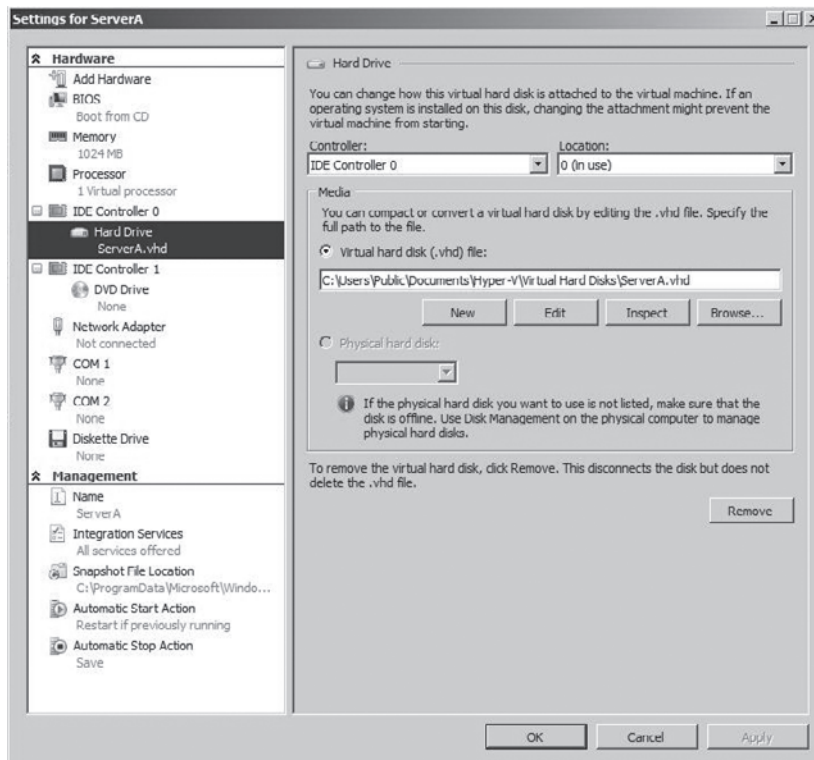 Settings for ServerA
Hardware
Add Hardware
BIOS
Boot from CD
Memory
1024 MB
Processor
1 Virtual processor
IDE Controller 0
Hard Drive
ServerA.vhd
IDE Controller 1
DVD Drive
None
Network Adapter
Not connected
COM 1
None
COM 2
None
Diskette Drive
None
Management
Name
ServerA
Integration Services
All services offered
Snapshot File Location
C:\ProgramData\Microsoft\Windo...
Automatic Start Action
Restart if previously running
Automatic Stop Action
Save
Hard Drive
You can change how this virtual hard disk is attached to the virtual machine. If an
operating system is installed on this disk, changing the attachment might prevent the
virtual machine from starting.
Controller: Location:
IDE Controller 0 0 (in use)
Media
You can compact or convert a virtual hard disk by editing the .vhd file. Specify the
full path to the file.
Virtual hard disk (.vhd) file:
C:\Users\Public\Documents\Hyper-V\Virtual Hard Disks\ServerA.vhd
New Edit Inspect Browse...
Physical hard disk:
If the physical hard disk you want to use is not listed, make sure that the
disk is offline. Use Disk Management on the physical computer to manage
physical hard disks.
To remove the virtual hard disk, click Remove. This disconnects the disk but does not
delete the .vhd file.
Remove
OK Cancel Apply